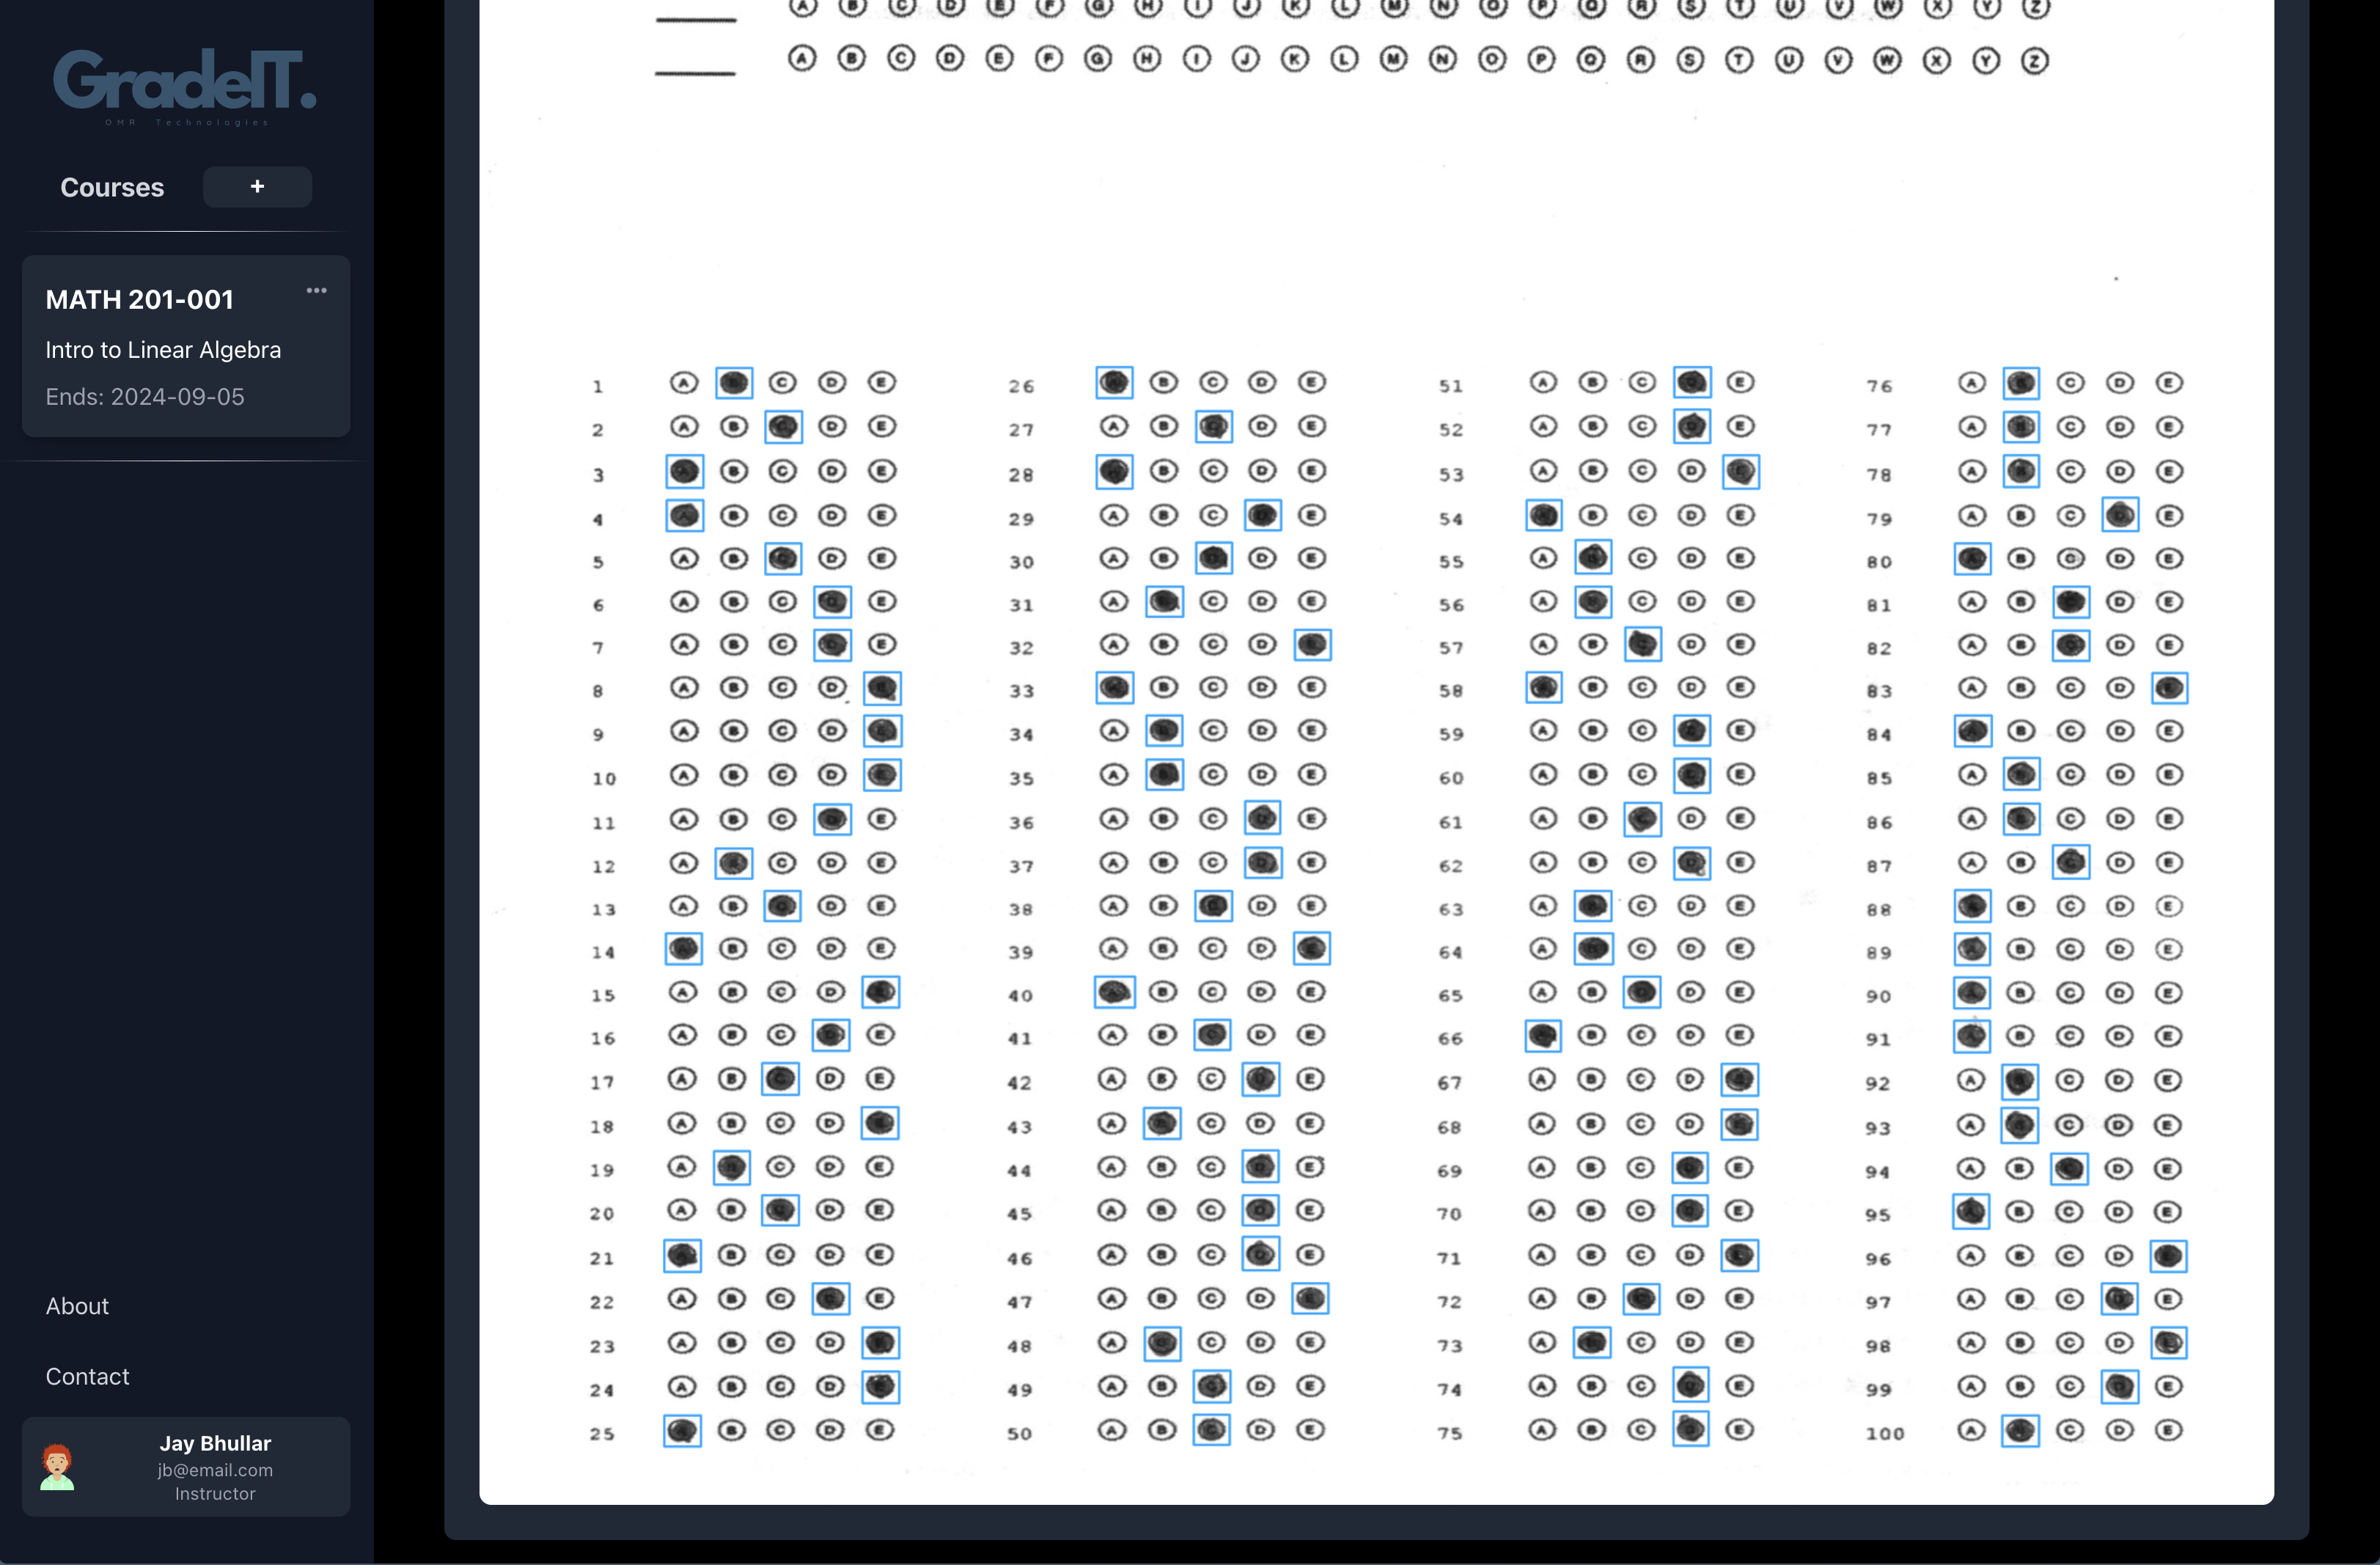 GradeIT.
OMR Technologies
Courses +
MATH 201-001
Intro to Linear Algebra
Ends: 2024-09-05
About
Contact
Jay Bhullar
jb@email.com
Instructor
A B C D E F G H I J K L M N O P Q R S T U V W X Y Z
A B C D E F G H I J K L M N O P Q R S T U V W X Y Z
1 A C D E 26 B C D E 51 A B C E 76 A C D E
2 A B D E 27 A B D E 52 A B C E 77 A C D E
3 B C D E 28 B C D E 53 A B C D 78 A C D E
4 B C D E 29 A B C E 54 B C D E 79 A B C E
5 A B D E 30 A B D E 55 A C D E 80 B C D E
6 A B C E 31 A C D E 56 A C D E 81 A B D E
7 A B C E 32 A B C D 57 A B D E 82 A B D E
8 A B C D 33 B C D E 58 B C D E 83 A B C D
9 A B C D 34 A C D E 59 A B C E 84 B C D E
10 A B C D 35 A C D E 60 A B C E 85 A C D E
11 A B C E 36 A B C E 61 A B D E 86 A C D E
12 A C D E 37 A B C E 62 A B C E 87 A B D E
13 A B D E 38 A B D E 63 A C D E 88 B C D E
14 B C D E 39 A B C D 64 A C D E 89 B C D E
15 A B C D 40 B C D E 65 A B D E 90 B C D E
16 A B C E 41 A B D E 66 B C D E 91 B C D E
17 A B D E 42 A B C E 67 A B C D 92 A C D E
18 A B C D 43 A C D E 68 A B C D 93 A C D E
19 A C D E 44 A B C E 69 A B C E 94 A B D E
20 A B D E 45 A B C E 70 A B C E 95 B C D E
21 B C D E 46 A B C E 71 A B C D 96 A B C D
22 A B C E 47 A B C D 72 A B D E 97 A B C E
23 A B C D 48 A C D E 73 A C D E 98 A B C D
24 A B C D 49 A B D E 74 A B C E 99 A B C E
25 B C D E 50 A B D E 75 A B C E 100 A C D E